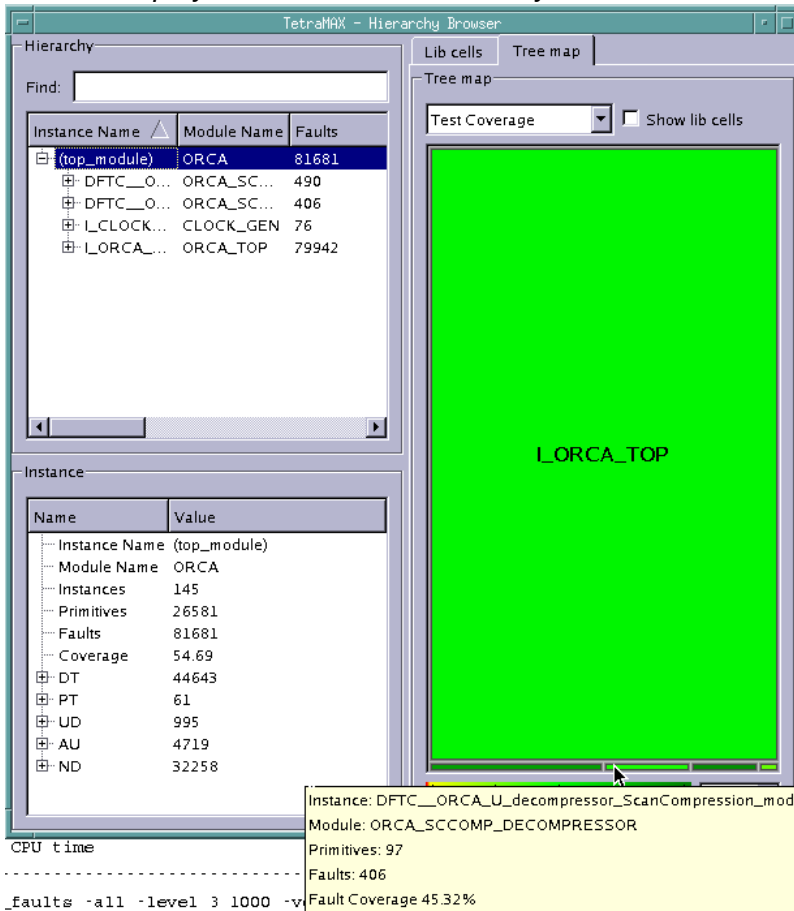 TetraMAX - Hierarchy Browser
Hierarchy
Find:
Instance Name Module Name Faults
(top_module) ORCA 81681
DFTC__O... ORCA_SC... 490
DFTC__O... ORCA_SC... 406
I_CLOCK... CLOCK_GEN 76
I_ORCA_... ORCA_TOP 79942
Instance
Name Value
Instance Name (top_module)
Module Name ORCA
Instances 145
Primitives 26581
Faults 81681
Coverage 54.69
DT 44643
PT 61
UD 995
AU 4719
ND 32258
Lib cells Tree map
Tree map
Test Coverage Show lib cells
I_ORCA_TOP
Instance: DFTC__ORCA_U_decompressor_ScanCompression_mod
Module: ORCA_SCCOMP_DECOMPRESSOR
Primitives: 97
Faults: 406
Fault Coverage 45.32%
CPU time
----------------------------
_faults -all -level 3 1000 -v